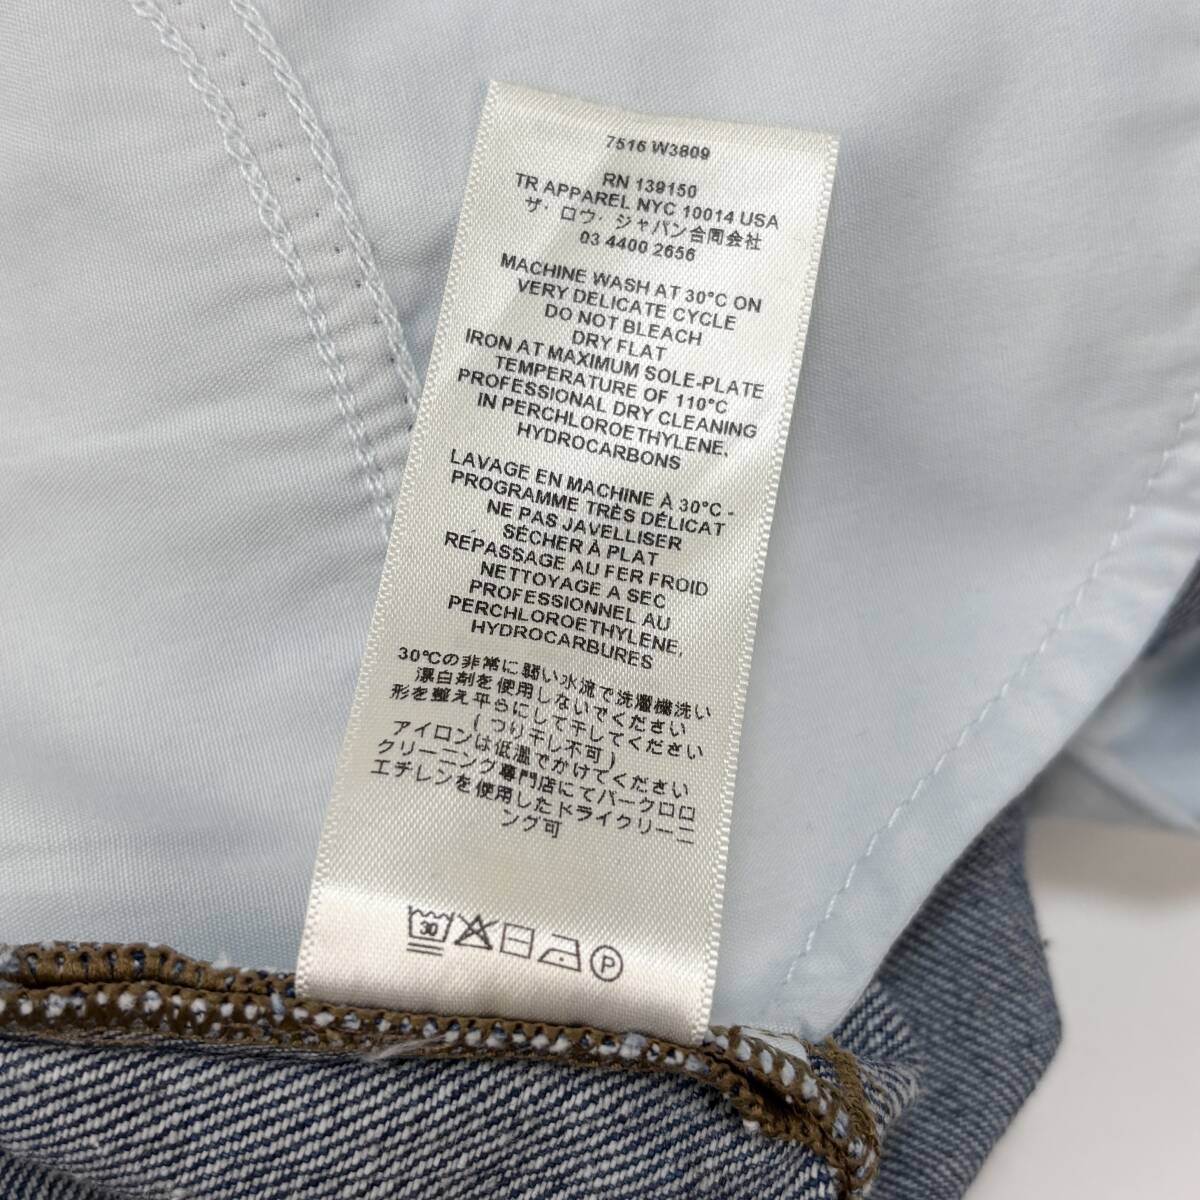 7516 W3809
RN 139150
TR APPAREL NYC 10014 USA
ザ・ロウ・ジャパン合同会社
03 4400 2656
MACHINE WASH AT 30°C ON
VERY DELICATE CYCLE
DO NOT BLEACH
DRY FLAT
IRON AT MAXIMUM SOLE-PLATE
TEMPERATURE OF 110°C
PROFESSIONAL DRY CLEANING
IN PERCHLOROETHYLENE,
HYDROCARBONS
LAVAGE EN MACHINE À 30°C -
PROGRAMME TRÈS DÉLICAT
NE PAS JAVELLISER
SÉCHER À PLAT
REPASSAGE AU FER FROID
NETTOYAGE A SEC
PROFESSIONNEL AU
PERCHLOROETHYLENE,
HYDROCARBURES
30℃の非常に弱い水流で洗濯機洗い
漂白剤を使用しないでください
形を整え平らにして干してください
(つり干し不可)
アイロンは低温でかけてください
クリーニング専門店にてパークロロ
エチレンを使用したドライクリーニ
ング可
30 P